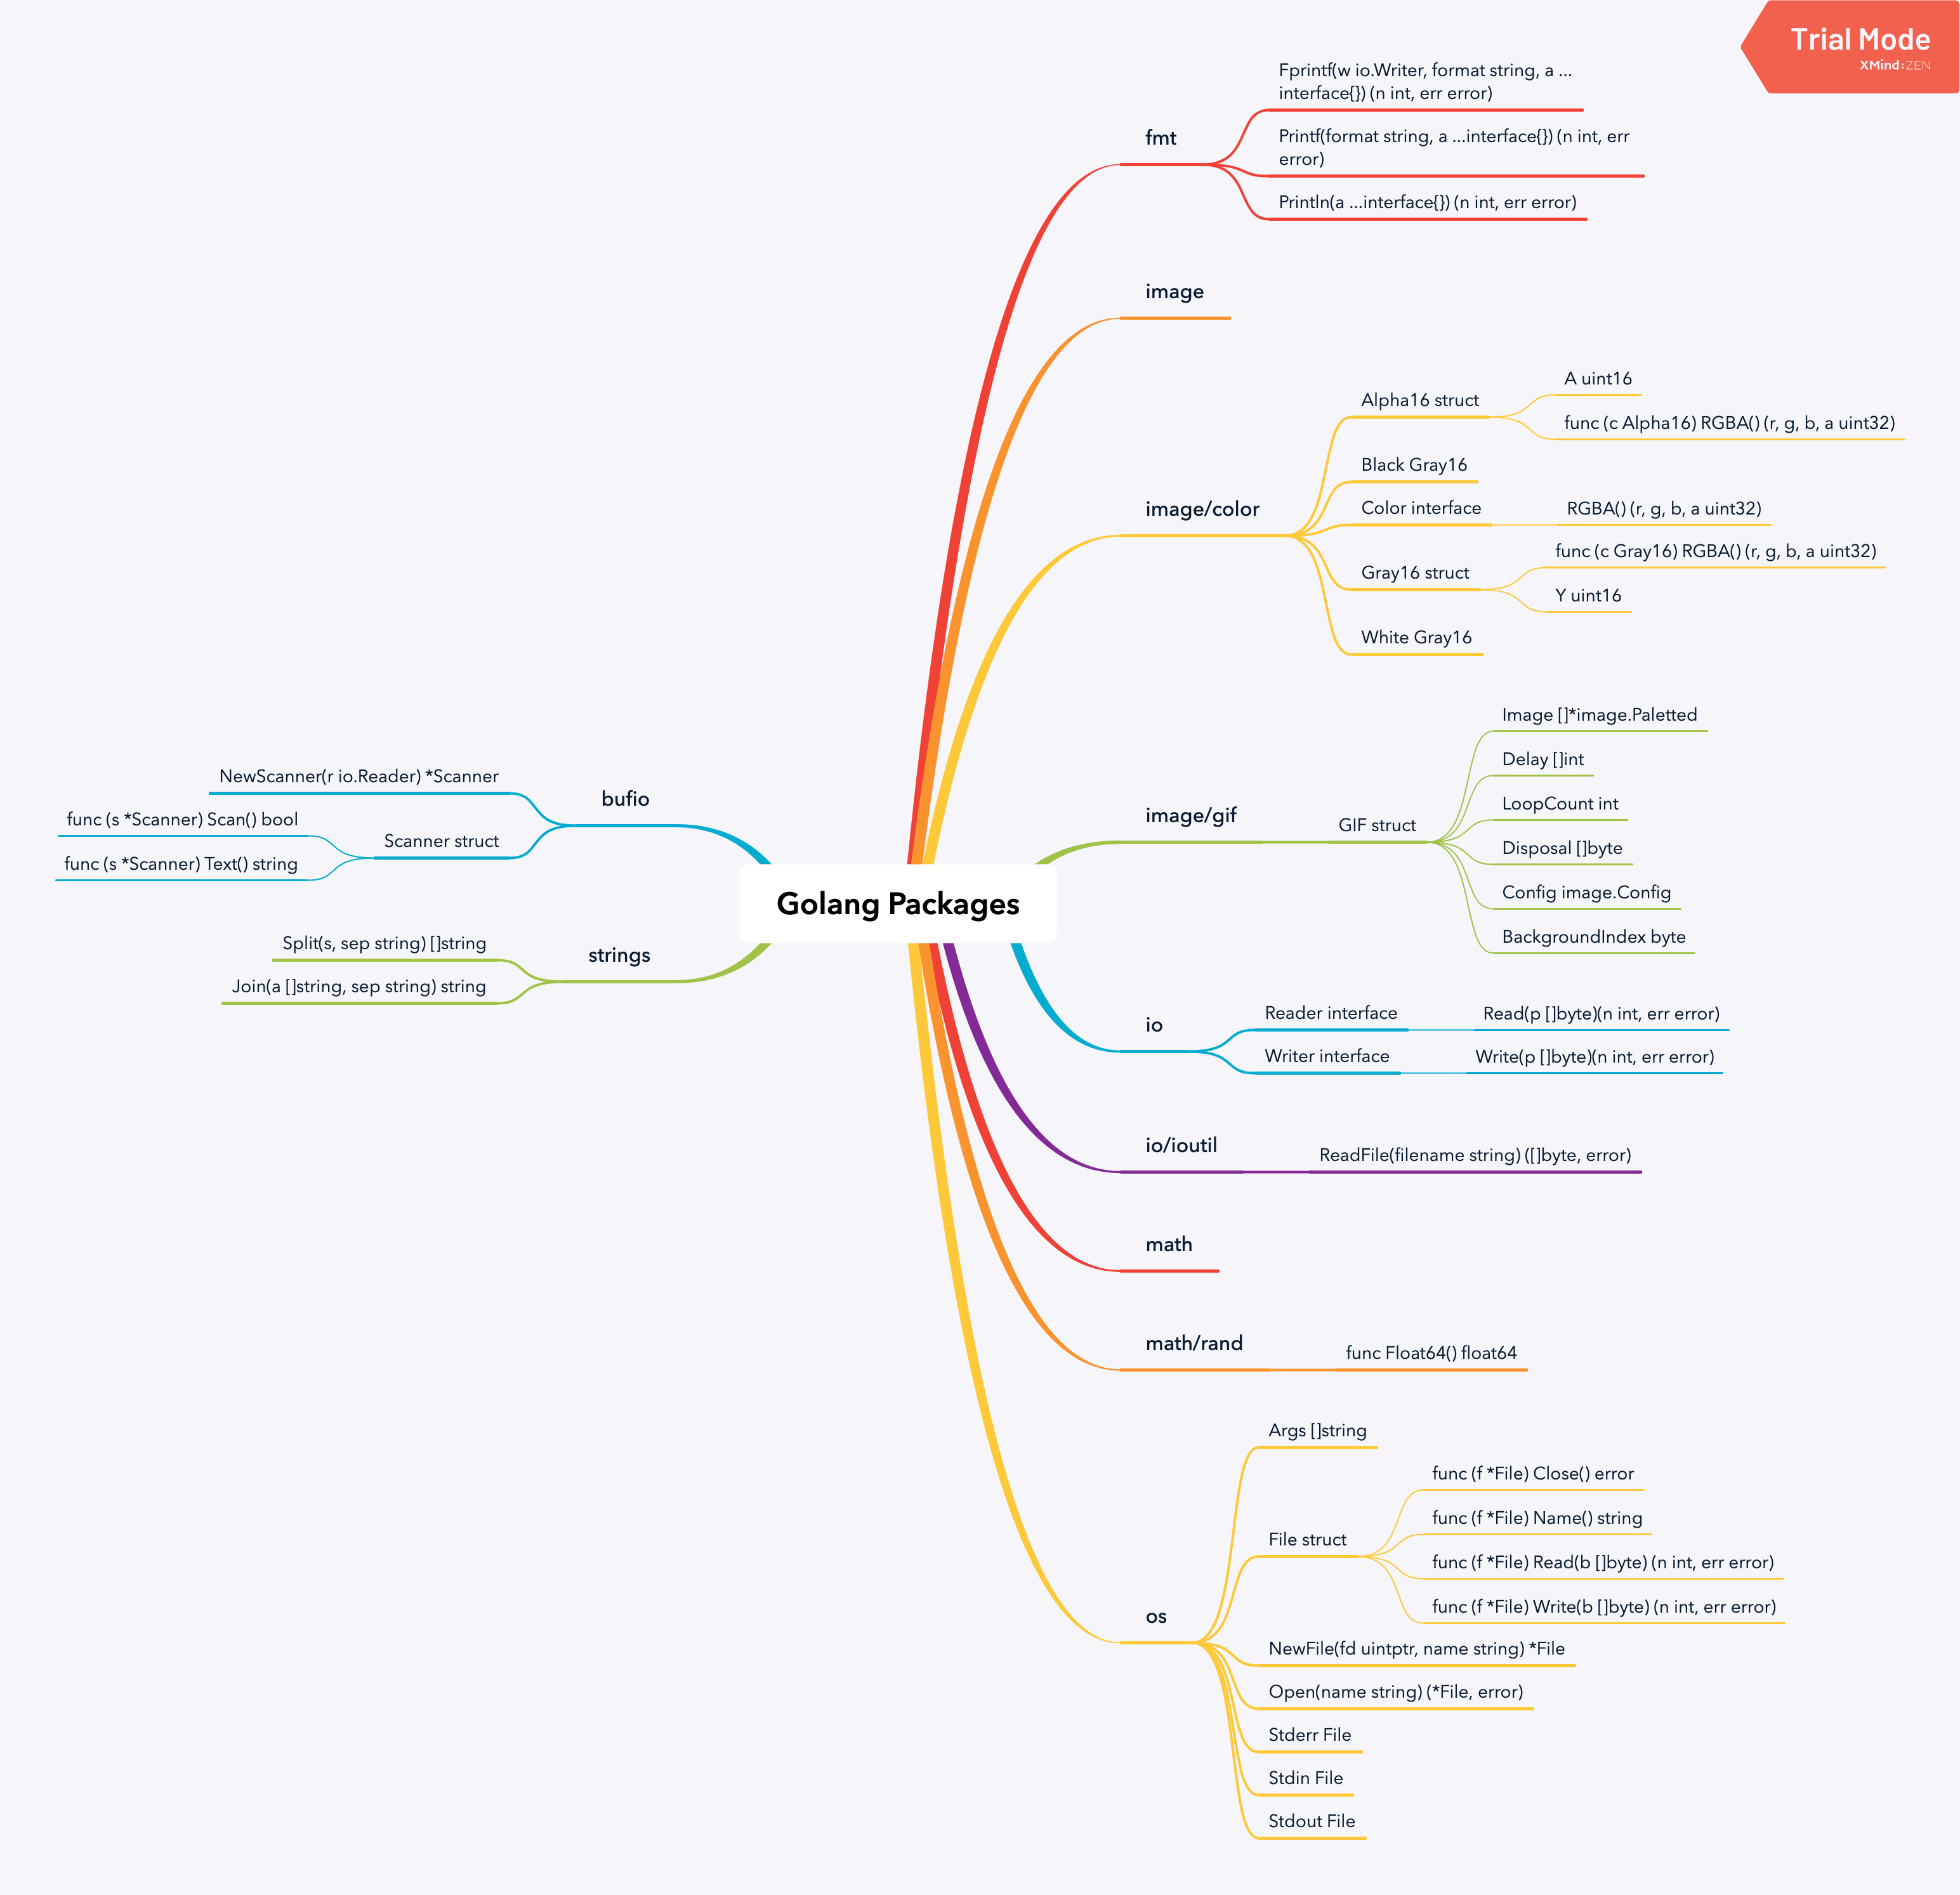 Trial Mode
XMind:ZEN
Golang Packages
fmt
Fprintf(w io.Writer, format string, a ...
interface{}) (n int, err error)
Printf(format string, a ...interface{}) (n int, err
error)
Println(a ...interface{}) (n int, err error)
image
image/color
Alpha16 struct
A uint16
func (c Alpha16) RGBA() (r, g, b, a uint32)
Black Gray16
Color interface
RGBA() (r, g, b, a uint32)
Gray16 struct
func (c Gray16) RGBA() (r, g, b, a uint32)
Y uint16
White Gray16
image/gif
GIF struct
Image []*image.Paletted
Delay []int
LoopCount int
Disposal []byte
Config image.Config
BackgroundIndex byte
io
Reader interface
Read(p []byte)(n int, err error)
Writer interface
Write(p []byte)(n int, err error)
io/ioutil
ReadFile(filename string) ([]byte, error)
math
math/rand
func Float64() float64
os
Args []string
File struct
func (f *File) Close() error
func (f *File) Name() string
func (f *File) Read(b []byte) (n int, err error)
func (f *File) Write(b []byte) (n int, err error)
NewFile(fd uintptr, name string) *File
Open(name string) (*File, error)
Stderr File
Stdin File
Stdout File
bufio
NewScanner(r io.Reader) *Scanner
Scanner struct
func (s *Scanner) Scan() bool
func (s *Scanner) Text() string
strings
Split(s, sep string) []string
Join(a []string, sep string) string